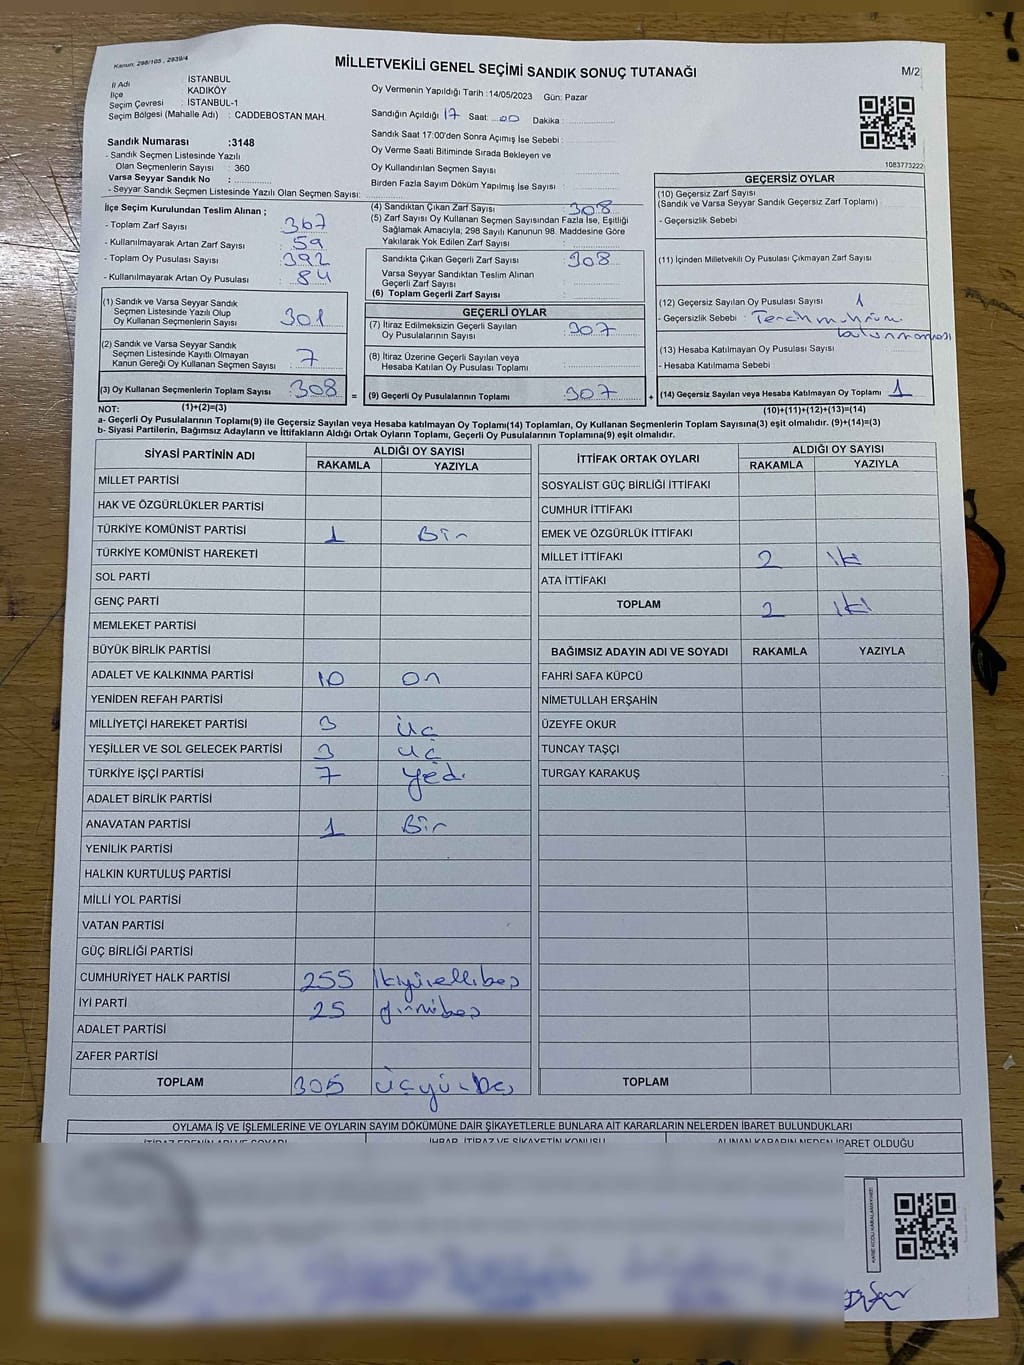 Kanun: 298/105 , 2839/4
MİLLETVEKİLİ GENEL SEÇİMİ SANDIK SONUÇ TUTANAĞI
M/2
İl Adı : İSTANBUL
İlçe : KADIKÖY
Seçim Çevresi : İSTANBUL-1
Seçim Bölgesi (Mahalle Adı) : CADDEBOSTAN MAH.
Oy Vermenin Yapıldığı Tarih :14/05/2023 Gün: Pazar
Sandığın Açıldığı 17 Saat: 00 Dakika :
Sandık Saat 17:00'den Sonra Açımış İse Sebebi :
Oy Verme Saati Bitiminde Sırada Bekleyen ve
Oy Kullandırılan Seçmen Sayısı :
Birden Fazla Sayım Döküm Yapılmış İse Sayısı :
1083773222
Sandık Numarası :3148
- Sandık Seçmen Listesinde Yazılı
Olan Seçmenlerin Sayısı : 360
Varsa Seyyar Sandık No :
- Seyyar Sandık Seçmen Listesinde Yazılı Olan Seçmen Sayısı:
İlçe Seçim Kurulundan Teslim Alınan ;
- Toplam Zarf Sayısı : 367
- Kullanılmayarak Artan Zarf Sayısı : 59
- Toplam Oy Pusulası : 392
- Kullanılmayarak Artan Oy Pusulası : 84
(1) Sandık ve Varsa Seyyar Sandık
Seçmen Listesinde Yazılı Olup
Oy Kullanan Seçmenlerin Sayısı : 301
(2) Sandık ve Varsa Seyyar Sandık
Seçmen Listesinde Kayıtlı Olmayan
Kanun Gereği Oy Kullanan Seçmen Sayısı : 7
(3) Oy Kullanan Seçmenlerin Toplam Sayısı : 308
(1)+(2)=(3)
(4) Sandıktan Çıkan Zarf Sayısı : 308
(5) Zarf Sayısı Oy Kullanan Seçmen Sayısından Fazla İse, Eşitliği
Sağlamak Amacıyla, 298 Sayılı Kanunun 98. Maddesine Göre
Yakılarak Yok Edilen Zarf Sayısı :
Sandıkta Çıkan Geçerli Zarf Sayısı : 308
Varsa Seyyar Sandıktan Teslim Alınan
Geçerli Zarf Sayısı :
(6) Toplam Geçerli Zarf Sayısı :
GEÇERLİ OYLAR
(7) İtiraz Edilmeksizin Geçerli Sayılan
Oy Pusulalarının Sayısı : 307
(8) İtiraz Üzerine Geçerli Sayılan veya
Hesaba Katılan Oy Pusulası Toplamı :
= (9) Geçerli Oy Pusulalarının Toplamı : 307
GEÇERSİZ OYLAR
(10) Geçersiz Zarf Sayısı
(Sandık ve Varsa Seyyar Sandık Geçersiz Zarf Toplamı) :
- Geçersizlik Sebebi :
(11) İçinden Milletvekili Oy Pusulası Çıkmayan Zarf Sayısı :
(12) Geçersiz Sayılan Oy Pusulası Sayısı : 1
- Geçersizlik Sebebi : Tercih mührünün
bulunmaması
(13) Hesaba Katılmayan Oy Pusulası Sayısı :
- Hesaba Katılmama Sebebi :
+ (14) Geçersiz Sayılan veya Hesaba Katılmayan Oy Toplamı : 1
(10)+(11)+(12)+(13)=(14)
NOT:
a- Geçerli Oy Pusulalarının Toplamı(9) ile Geçersiz Sayılan veya Hesaba katılmayan Oy Toplamı(14) Toplamları, Oy Kullanan Seçmenlerin Toplam Sayısına(3) eşit olmalıdır. (9)+(14)=(3)
b- Siyasi Partilerin, Bağımsız Adayların ve İttifakların Aldığı Ortak Oyların Toplamı, Geçerli Oy Pusulalarının Toplamına(9) eşit olmalıdır.
SİYASİ PARTİNİN ADI ALDIĞI OY SAYISI
RAKAMLA YAZIYLA
MİLLET PARTİSİ
HAK VE ÖZGÜRLÜKLER PARTİSİ
TÜRKİYE KOMÜNİST PARTİSİ 1 Bir
TÜRKİYE KOMÜNİST HAREKETİ
SOL PARTİ
GENÇ PARTİ
MEMLEKET PARTİSİ
BÜYÜK BİRLİK PARTİSİ
ADALET VE KALKINMA PARTİSİ 10 on
YENİDEN REFAH PARTİSİ
MİLLİYETÇİ HAREKET PARTİSİ 3 üç
YEŞİLLER VE SOL GELECEK PARTİSİ 3 üç
TÜRKİYE İŞÇİ PARTİSİ 7 yedi
ADALET BİRLİK PARTİSİ
ANAVATAN PARTİSİ 1 Bir
YENİLİK PARTİSİ
HALKIN KURTULUŞ PARTİSİ
MİLLİ YOL PARTİSİ
VATAN PARTİSİ
GÜÇ BİRLİĞİ PARTİSİ
CUMHURİYET HALK PARTİSİ 255 ikiyüzellibeş
İYİ PARTİ 25 yirmibeş
ADALET PARTİSİ
ZAFER PARTİSİ
TOPLAM 305 üçyüzbeş
İTTİFAK ORTAK OYLARI ALDIĞI OY SAYISI
RAKAMLA YAZIYLA
SOSYALİST GÜÇ BİRLİĞİ İTTİFAKI
CUMHUR İTTİFAKI
EMEK VE ÖZGÜRLÜK İTTİFAKI
MİLLET İTTİFAKI 2 iki
ATA İTTİFAKI
TOPLAM 2 iki
BAĞIMSIZ ADAYIN ADI VE SOYADI RAKAMLA YAZIYLA
FAHRİ SAFA KÜPCÜ
NİMETULLAH ERŞAHİN
ÜZEYFE OKUR
TUNCAY TAŞÇI
TURGAY KARAKUŞ
TOPLAM
OYLAMA İŞ VE İŞLEMLERİNE VE OYLARIN SAYIM DÖKÜMÜNE DAİR ŞİKAYETLERLE BUNLARA AİT KARARLARIN NELERDEN İBARET BULUNDUKLARI
İTİRAZ EDENİN ADI VE SOYADI İHBAR, İTİRAZ VE ŞİKAYETİN KONUSU ALINAN KARARIN NEDEN İBARET OLDUĞU
KARE KODU KARALAMAYINIZ!